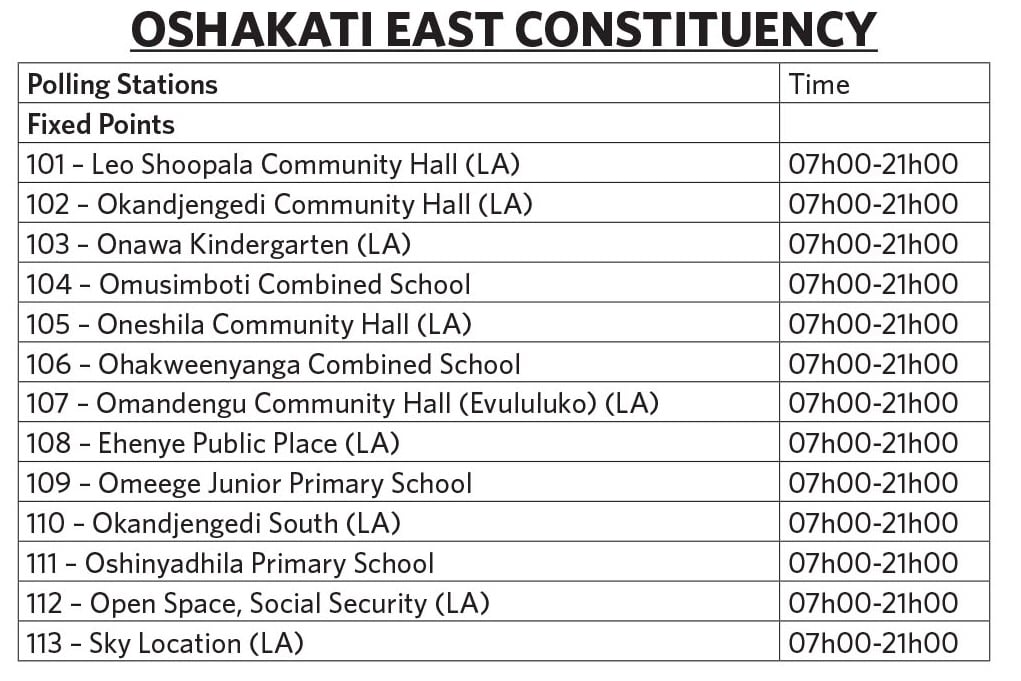 OSHAKATI EAST CONSTITUENCY
Polling Stations Time
Fixed Points
101 – Leo Shoopala Community Hall (LA) 07h00-21h00
102 – Okandjengedi Community Hall (LA) 07h00-21h00
103 – Onawa Kindergarten (LA) 07h00-21h00
104 – Omusimboti Combined School 07h00-21h00
105 – Oneshila Community Hall (LA) 07h00-21h00
106 – Ohakweenyanga Combined School 07h00-21h00
107 – Omandengu Community Hall (Evululuko) (LA) 07h00-21h00
108 – Ehenye Public Place (LA) 07h00-21h00
109 – Omeege Junior Primary School 07h00-21h00
110 – Okandjengedi South (LA) 07h00-21h00
111 – Oshinyadhila Primary School 07h00-21h00
112 – Open Space, Social Security (LA) 07h00-21h00
113 – Sky Location (LA) 07h00-21h00